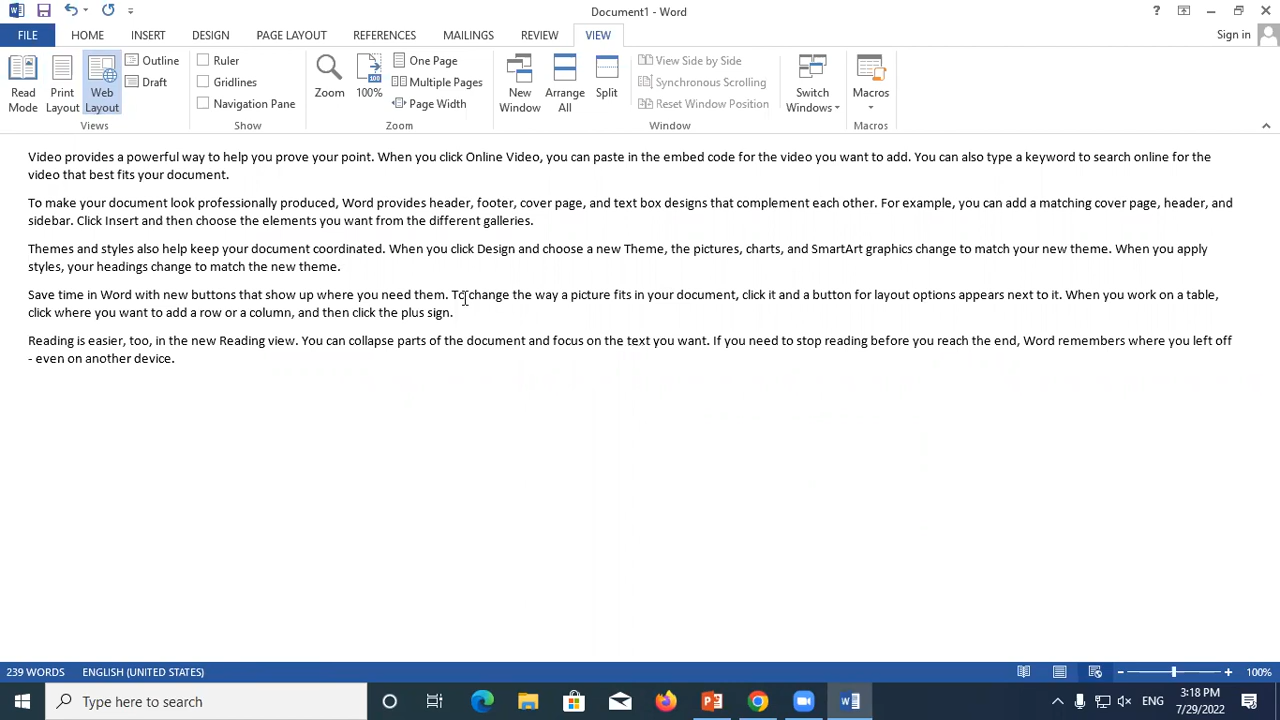 Document1 - Word
?
FILE HOME INSERT DESIGN PAGE LAYOUT REFERENCES MAILINGS REVIEW VIEW Sign in
Read Mode
Print Layout
Web Layout
Outline
Draft
Views
Ruler
Gridlines
Navigation Pane
Show
Zoom
100
100%
One Page
Multiple Pages
Page Width
Zoom
New Window
Arrange All
Split
View Side by Side
Synchronous Scrolling
Reset Window Position
Switch Windows
Window
Macros
Macros
Video provides a powerful way to help you prove your point. When you click Online Video, you can paste in the embed code for the video you want to add. You can also type a keyword to search online for the
video that best fits your document.
To make your document look professionally produced, Word provides header, footer, cover page, and text box designs that complement each other. For example, you can add a matching cover page, header, and
sidebar. Click Insert and then choose the elements you want from the different galleries.
Themes and styles also help keep your document coordinated. When you click Design and choose a new Theme, the pictures, charts, and SmartArt graphics change to match your new theme. When you apply
styles, your headings change to match the new theme.
Save time in Word with new buttons that show up where you need them. To change the way a picture fits in your document, click it and a button for layout options appears next to it. When you work on a table,
click where you want to add a row or a column, and then click the plus sign.
Reading is easier, too, in the new Reading view. You can collapse parts of the document and focus on the text you want. If you need to stop reading before you reach the end, Word remembers where you left off
- even on another device.
239 WORDS ENGLISH (UNITED STATES) 100%
Type here to search
ENG
3:18 PM
7/29/2022